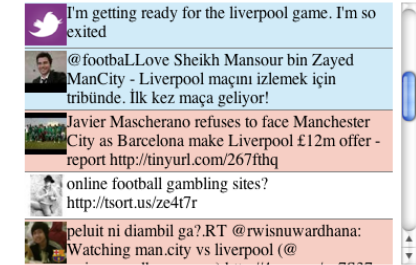 I'm getting ready for the liverpool game. I'm so
exited
@footbaLLove Sheikh Mansour bin Zayed
ManCity - Liverpool maçını izlemek için
tribünde. İlk kez maça geliyor!
Javier Mascherano refuses to face Manchester
City as Barcelona make Liverpool £12m offer -
report http://tinyurl.com/267fthq
online football gambling sites?
http://tsort.us/ze4t7r
peluit ni diambil ga?.RT @rwisnuwardhana:
Watching man.city vs liverpool (@